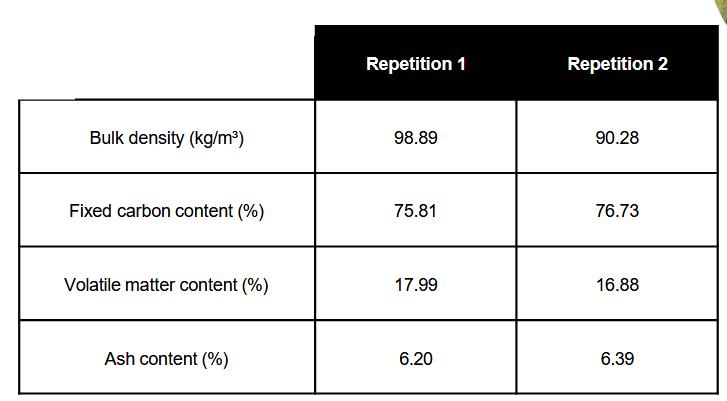 Repetition 1 Repetition 2
Bulk density (kg/m³) 98.89 90.28
Fixed carbon content (%) 75.81 76.73
Volatile matter content (%) 17.99 16.88
Ash content (%) 6.20 6.39